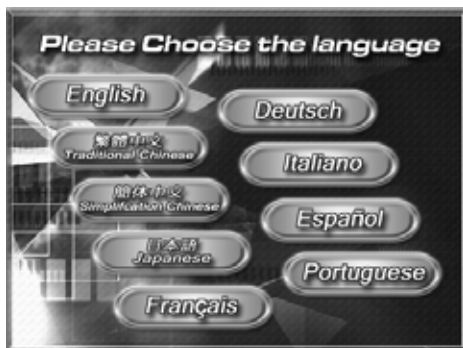 Please Choose the language
English
繁體中文
Traditional Chinese
簡体中文
Simplification Chinese
日本語
Japanese
Français
Deutsch
Italiano
Español
Portuguese